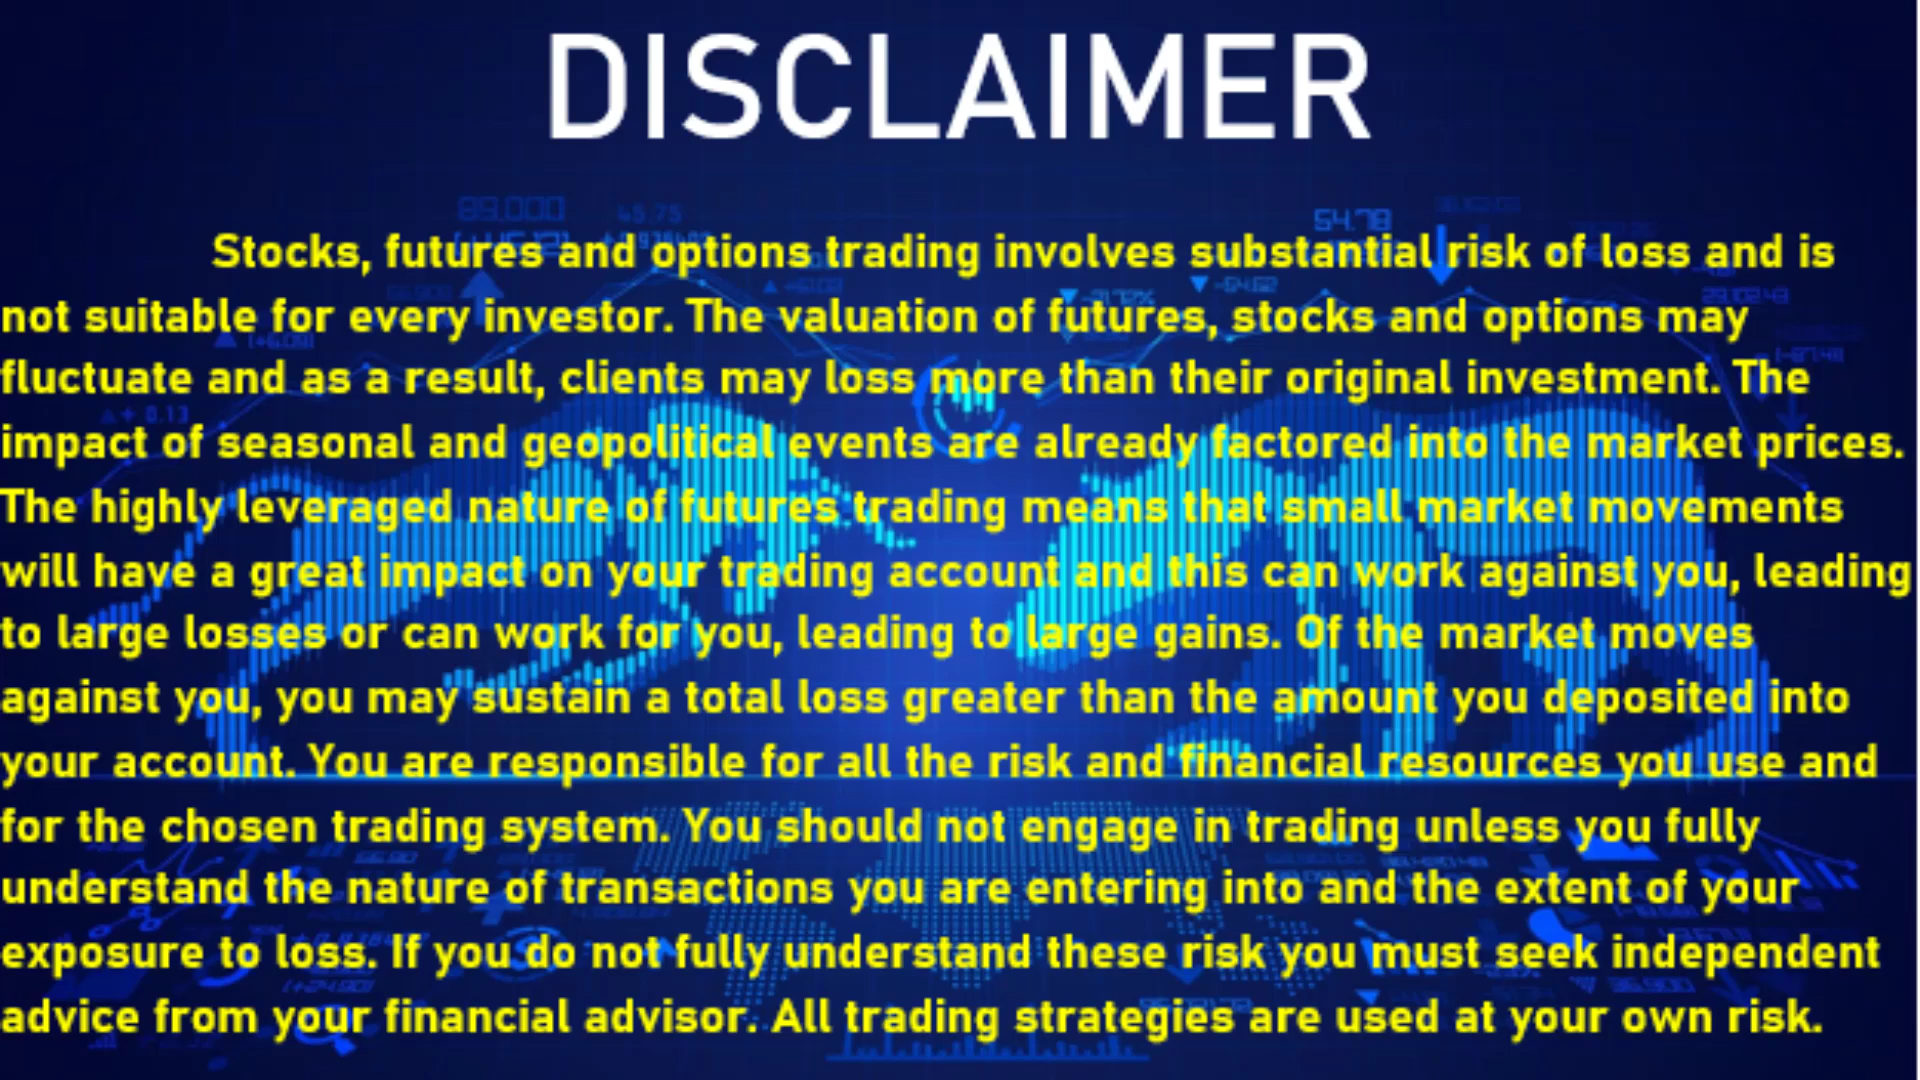 DISCLAIMER
89.000
45.75
54.78
Stocks, futures and options trading involves substantial risk of loss and is
not suitable for every investor. The valuation of futures, stocks and options may
fluctuate and as a result, clients may loss more than their original investment. The
impact of seasonal and geopolitical events are already factored into the market prices.
The highly leveraged nature of futures trading means that small market movements
will have a great impact on your trading account and this can work against you, leading
to large losses or can work for you, leading to large gains. Of the market moves
against you, you may sustain a total loss greater than the amount you deposited into
your account. You are responsible for all the risk and financial resources you use and
for the chosen trading system. You should not engage in trading unless you fully
understand the nature of transactions you are entering into and the extent of your
exposure to loss. If you do not fully understand these risk you must seek independent
advice from your financial advisor. All trading strategies are used at your own risk.